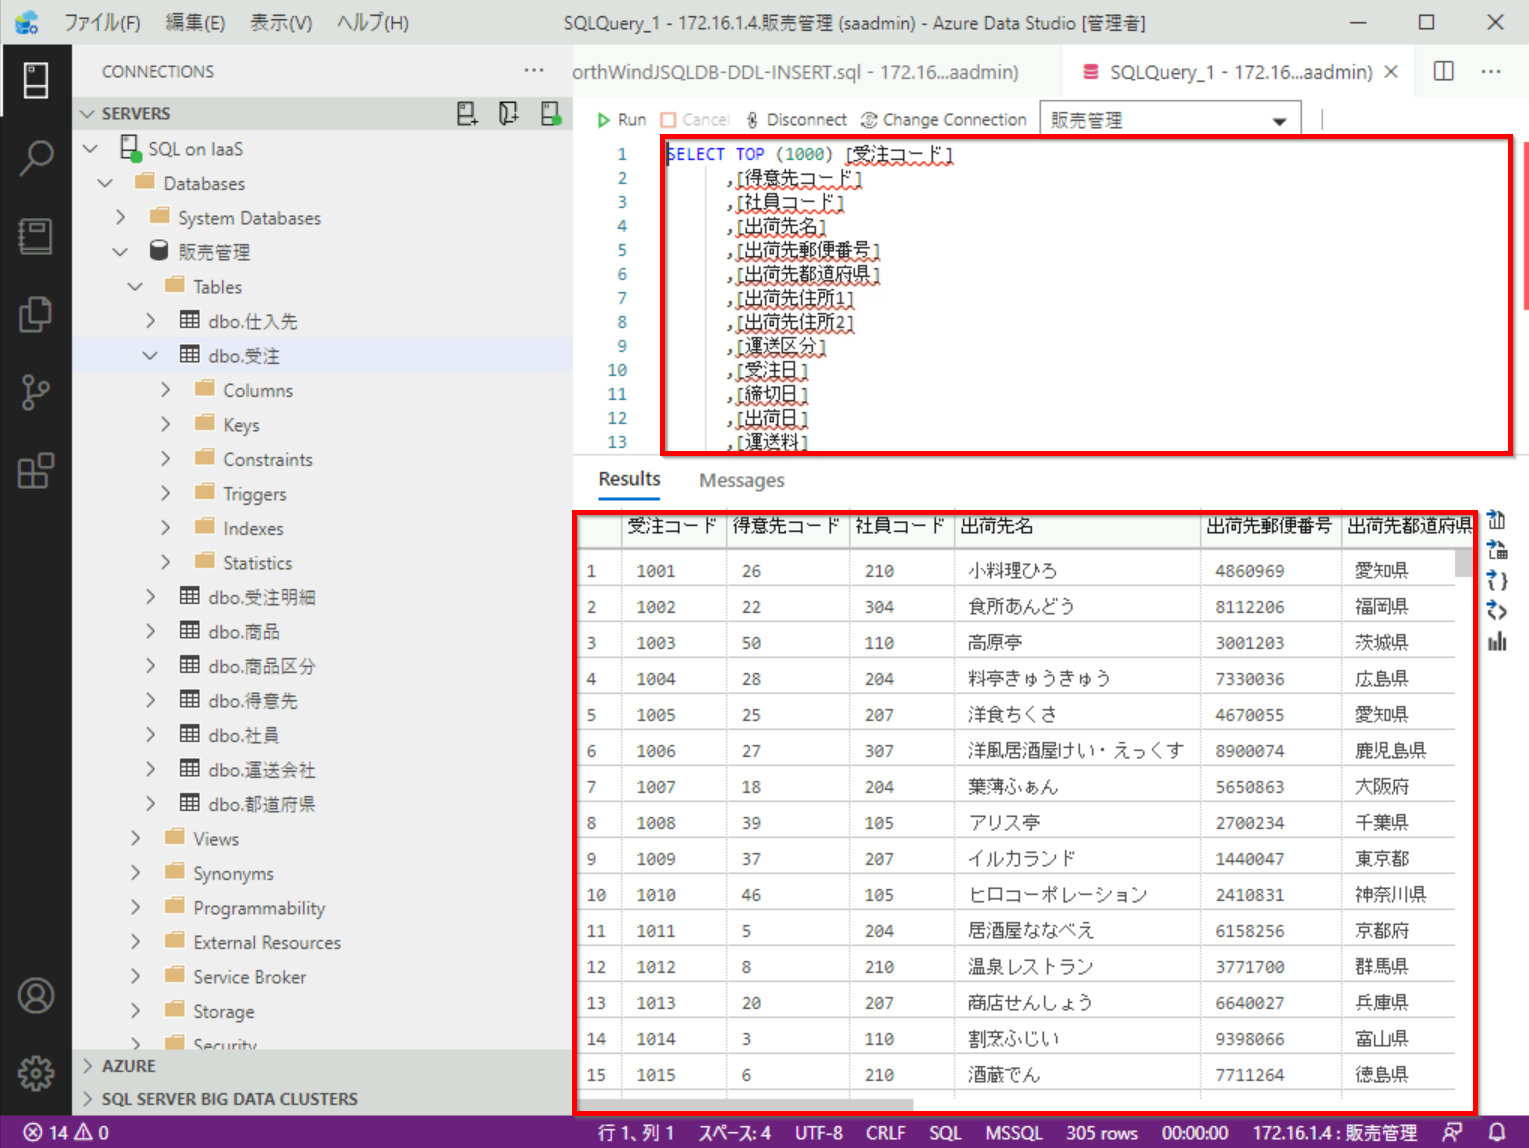 ファイル(F) 編集(E) 表示(V) ヘルプ(H) SQLQuery_1 - 172.16.1.4.販売管理 (saadmin) - Azure Data Studio [管理者]
CONNECTIONS
SERVERS
SQL on IaaS
Databases
System Databases
販売管理
Tables
dbo.仕入先
dbo.受注
Columns
Keys
Constraints
Triggers
Indexes
Statistics
dbo.受注明細
dbo.商品
dbo.商品区分
dbo.得意先
dbo.社員
dbo.運送会社
dbo.都道府県
Views
Synonyms
Programmability
External Resources
Service Broker
Storage
Security
AZURE
SQL SERVER BIG DATA CLUSTERS
orthWindJSQLDB-DDL-INSERT.sql - 172.16...aadmin) SQLQuery_1 - 172.16...aadmin)
Run Cancel Disconnect Change Connection 販売管理
1 SELECT TOP (1000) [受注コード]
2 ,[得意先コード]
3 ,[社員コード]
4 ,[出荷先名]
5 ,[出荷先郵便番号]
6 ,[出荷先都道府県]
7 ,[出荷先住所1]
8 ,[出荷先住所2]
9 ,[運送区分]
10 ,[受注日]
11 ,[締切日]
12 ,[出荷日]
13 ,[運送料]
Results Messages
受注コード 得意先コード 社員コード 出荷先名 出荷先郵便番号 出荷先都道府県
1 1001 26 210 小料理ひろ 4860969 愛知県
2 1002 22 304 食所あんどう 8112206 福岡県
3 1003 50 110 高原亭 3001203 茨城県
4 1004 28 204 料亭きゅうきゅう 7330036 広島県
5 1005 25 207 洋食ちくさ 4670055 愛知県
6 1006 27 307 洋風居酒屋けい・えっくす 8900074 鹿児島県
7 1007 18 204 葉薄ふぁん 5650863 大阪府
8 1008 39 105 アリス亭 2700234 千葉県
9 1009 37 207 イルカランド 1440047 東京都
10 1010 46 105 ヒロコーポレーション 2410831 神奈川県
11 1011 5 204 居酒屋ななべえ 6158256 京都府
12 1012 8 210 温泉レストラン 3771700 群馬県
13 1013 20 207 商店せんしょう 6640027 兵庫県
14 1014 3 110 割烹ふじい 9398066 富山県
15 1015 6 210 酒蔵でん 7711264 徳島県
14 0 行 1、列 1 スペース: 4 UTF-8 CRLF SQL MSSQL 305 rows 00:00:00 172.16.1.4 : 販売管理